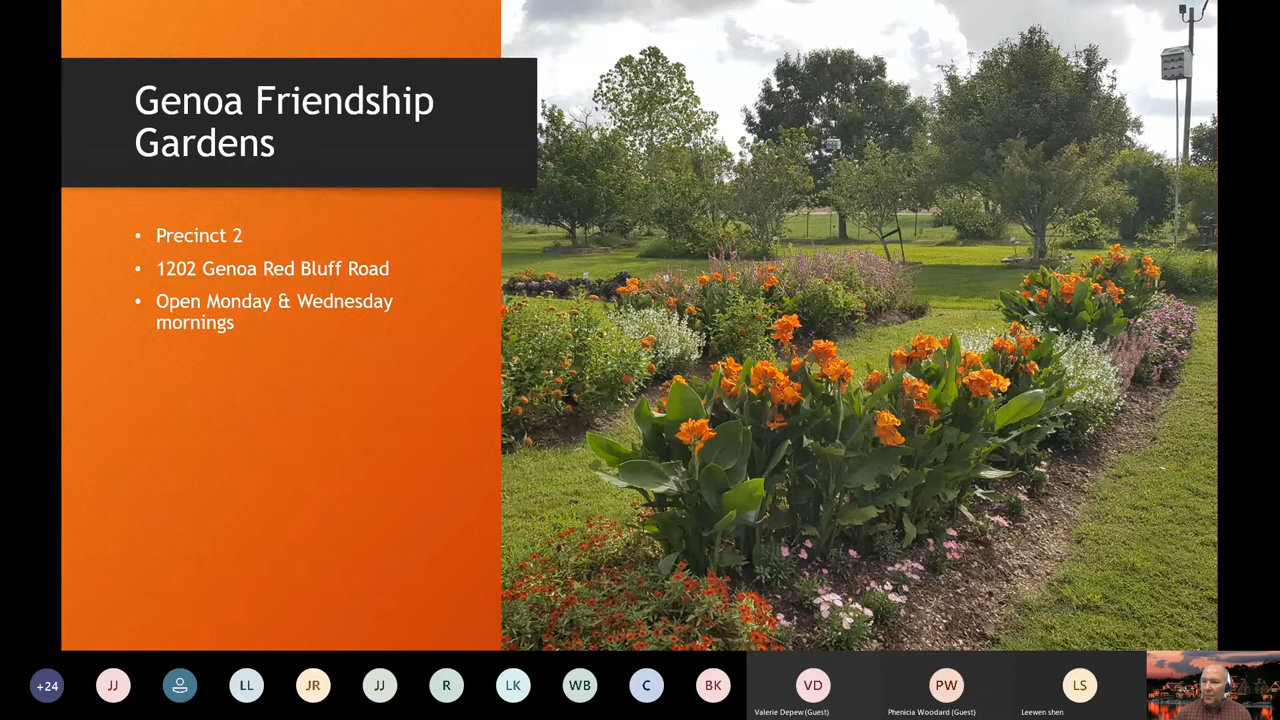 Genoa Friendship
Gardens
• Precinct 2
• 1202 Genoa Red Bluff Road
• Open Monday & Wednesday
mornings
+24
JJ
LL
JR
JJ
R
LK
WB
C
BK
VD
PW
LS
Valerie Depew (Guest)
Phenicia Woodard (Guest)
Leewen shen